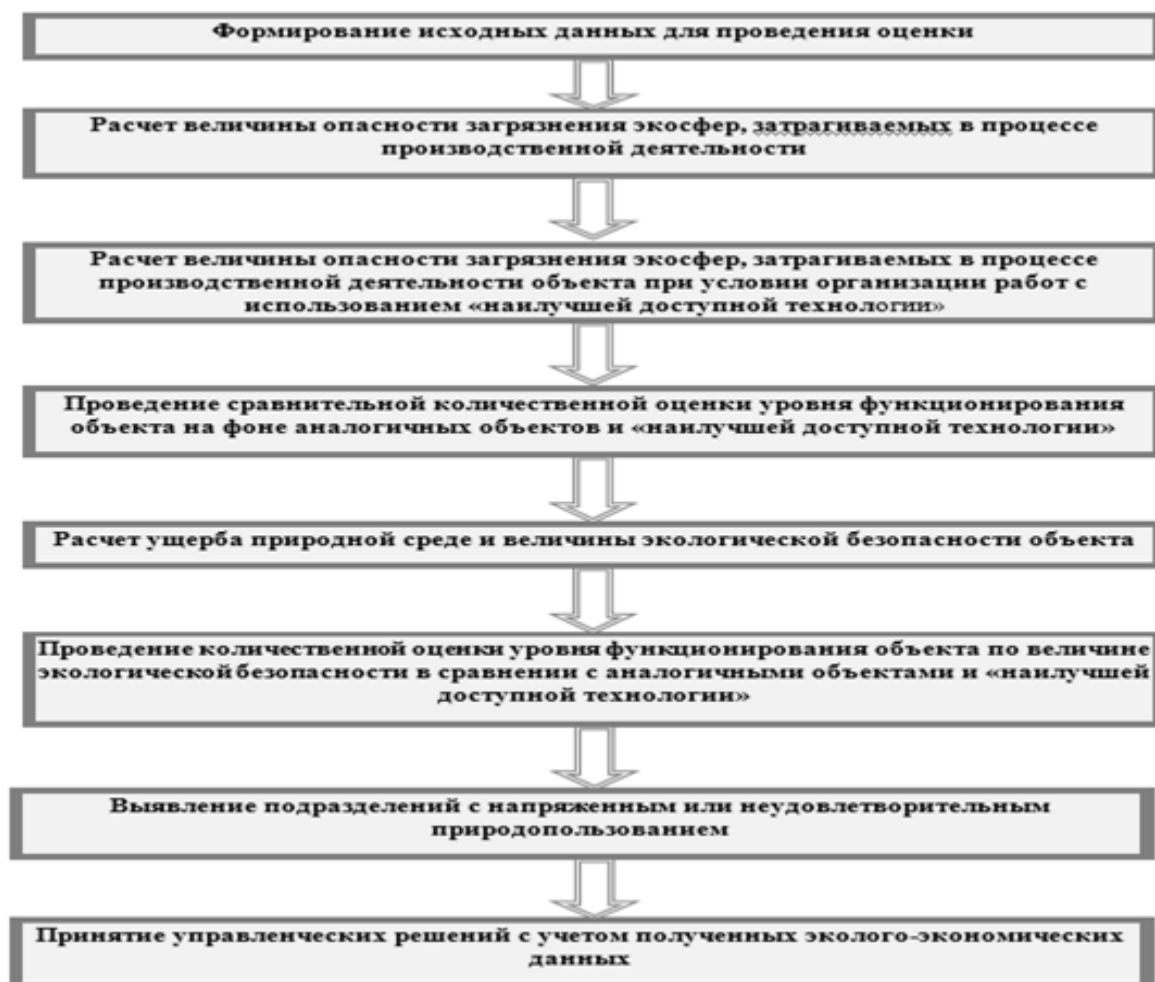 Формирование исходных данных для проведения оценки
Расчет величины опасности загрязнения экосфер, затрагиваемых в процессе
производственной деятельности
Расчет величины опасности загрязнения экосфер, затрагиваемых в процессе
производственной деятельности объекта при условии организации работ с
использованием «наилучшей доступной технологии»
Проведение сравнительной количественной оценки уровня функционирования
объекта на фоне аналогичных объектов и «наилучшей доступной технологии»
Расчет ущерба природной среде и величины экологической безопасности объекта
Проведение количественной оценки уровня функционирования объекта по величине
экологической безопасности в сравнении с аналогичными объектами и «наилучшей
доступной технологии»
Выявление подразделений с напряженным или неудовлетворительным
природопользованием
Принятие управленческих решений с учетом полученных эколого-экономических
данных